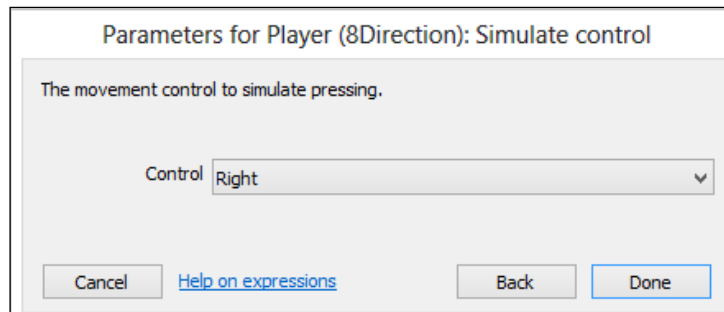 Parameters for Player (8Direction): Simulate control
The movement control to simulate pressing.
Control Right
Cancel Help on expressions Back Done